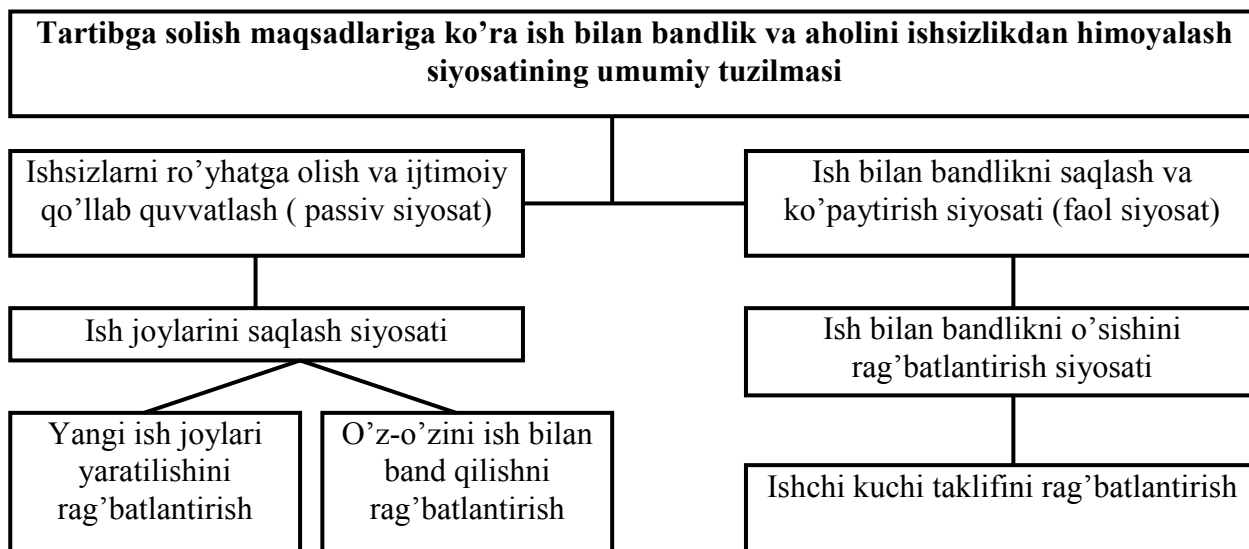 Tartibga solish maqsadlariga ko’ra ish bilan bandlik va aholini ishsizlikdan himoyalash
siyosatining umumiy tuzilmasi
Ishsizlarni ro’yhatga olish va ijtimoiy
qo’llab quvvatlash ( passiv siyosat)
Ish bilan bandlikni saqlash va
ko’paytirish siyosati (faol siyosat)
Ish joylarini saqlash siyosati
Ish bilan bandlikni o’sishini
rag’batlantirish siyosati
Yangi ish joylari
yaratilishini
rag’batlantirish
O’z-o’zini ish bilan
band qilishni
rag’batlantirish
Ishchi kuchi taklifini rag’batlantirish